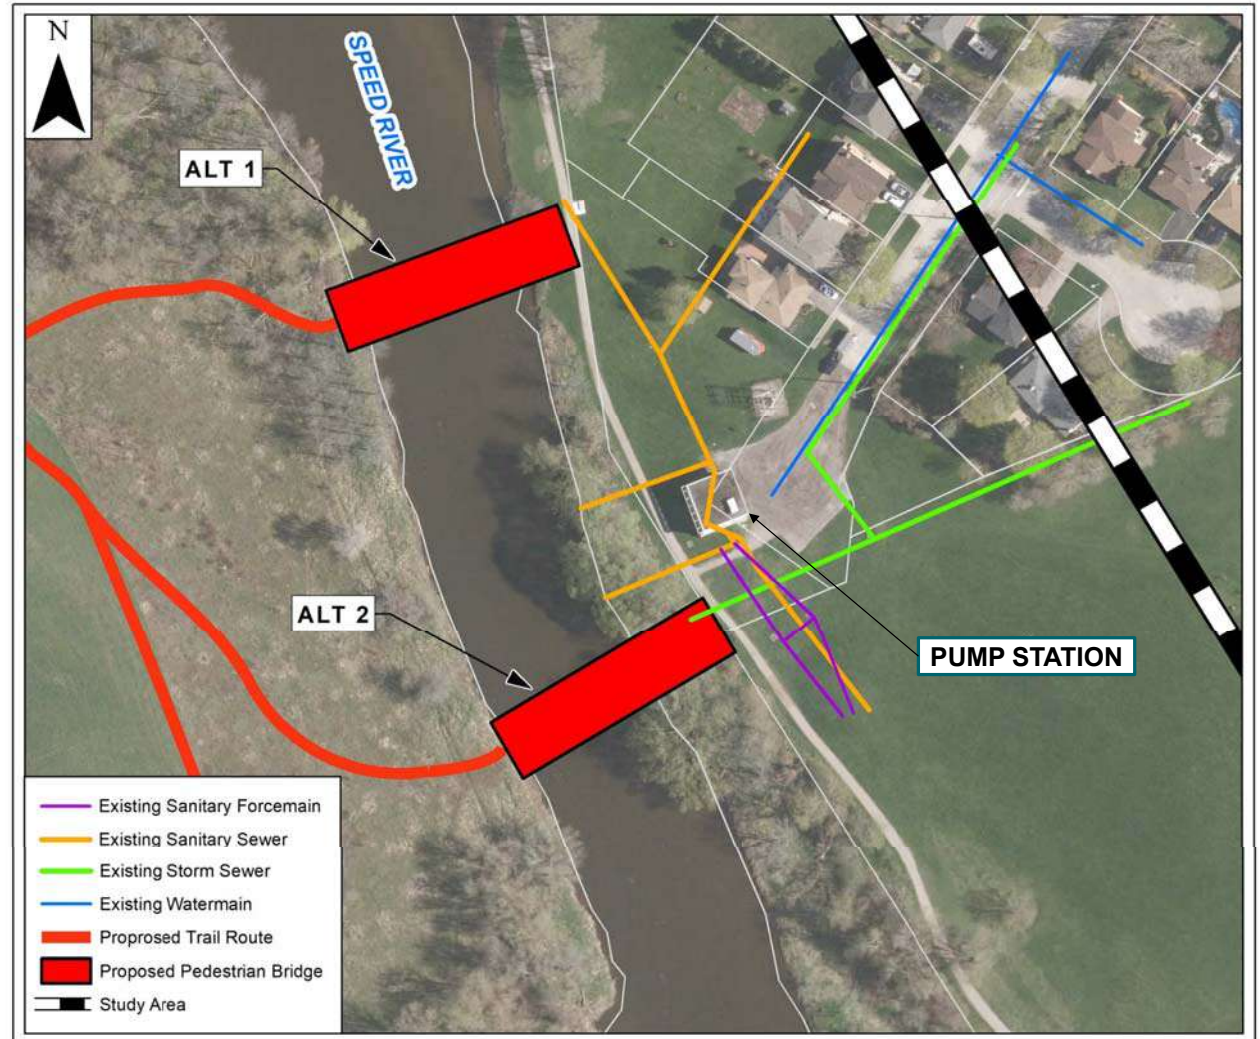 N
SPEED RIVER
ALT 1
ALT 2
PUMP STATION
Existing Sanitary Forcemain
Existing Sanitary Sewer
Existing Storm Sewer
Existing Watermain
Proprosed Trail Route
Proposed Pedestrian Bridge
Study Area